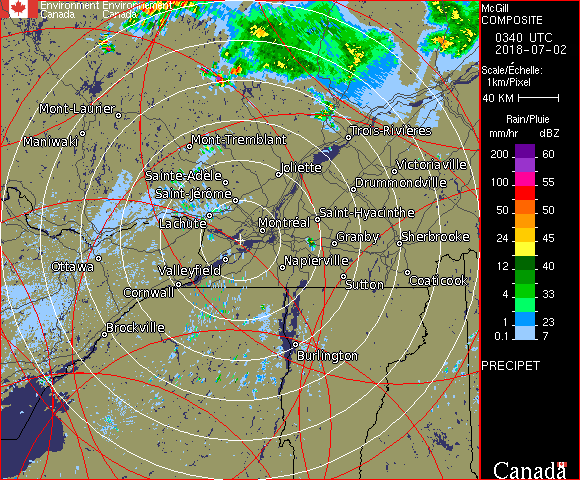 Environment Environnement
Canada Canada
McGill
COMPOSITE
0340 UTC
2018-07-02
Scale/Échelle:
1km/Pixel
40 KM
Rain/Pluie
mm/hr dBZ
200 60
150 57
100 55
50 50
24 45
12 40
4 33
1 23
0.1 7
PRECIPET
Canada
Mont-Laurier
Maniwaki
Mont-Tremblant
Trois-Rivières
Joliette
Victoriaville
Sainte-Adèle
Drummondville
Saint-Jérôme
Lachute
Saint-Hyacinthe
Montréal
Granby
Sherbrooke
Ottawa
Valleyfield
Napierville
Cornwall
Sutton
Coaticook
Brockville
Burlington